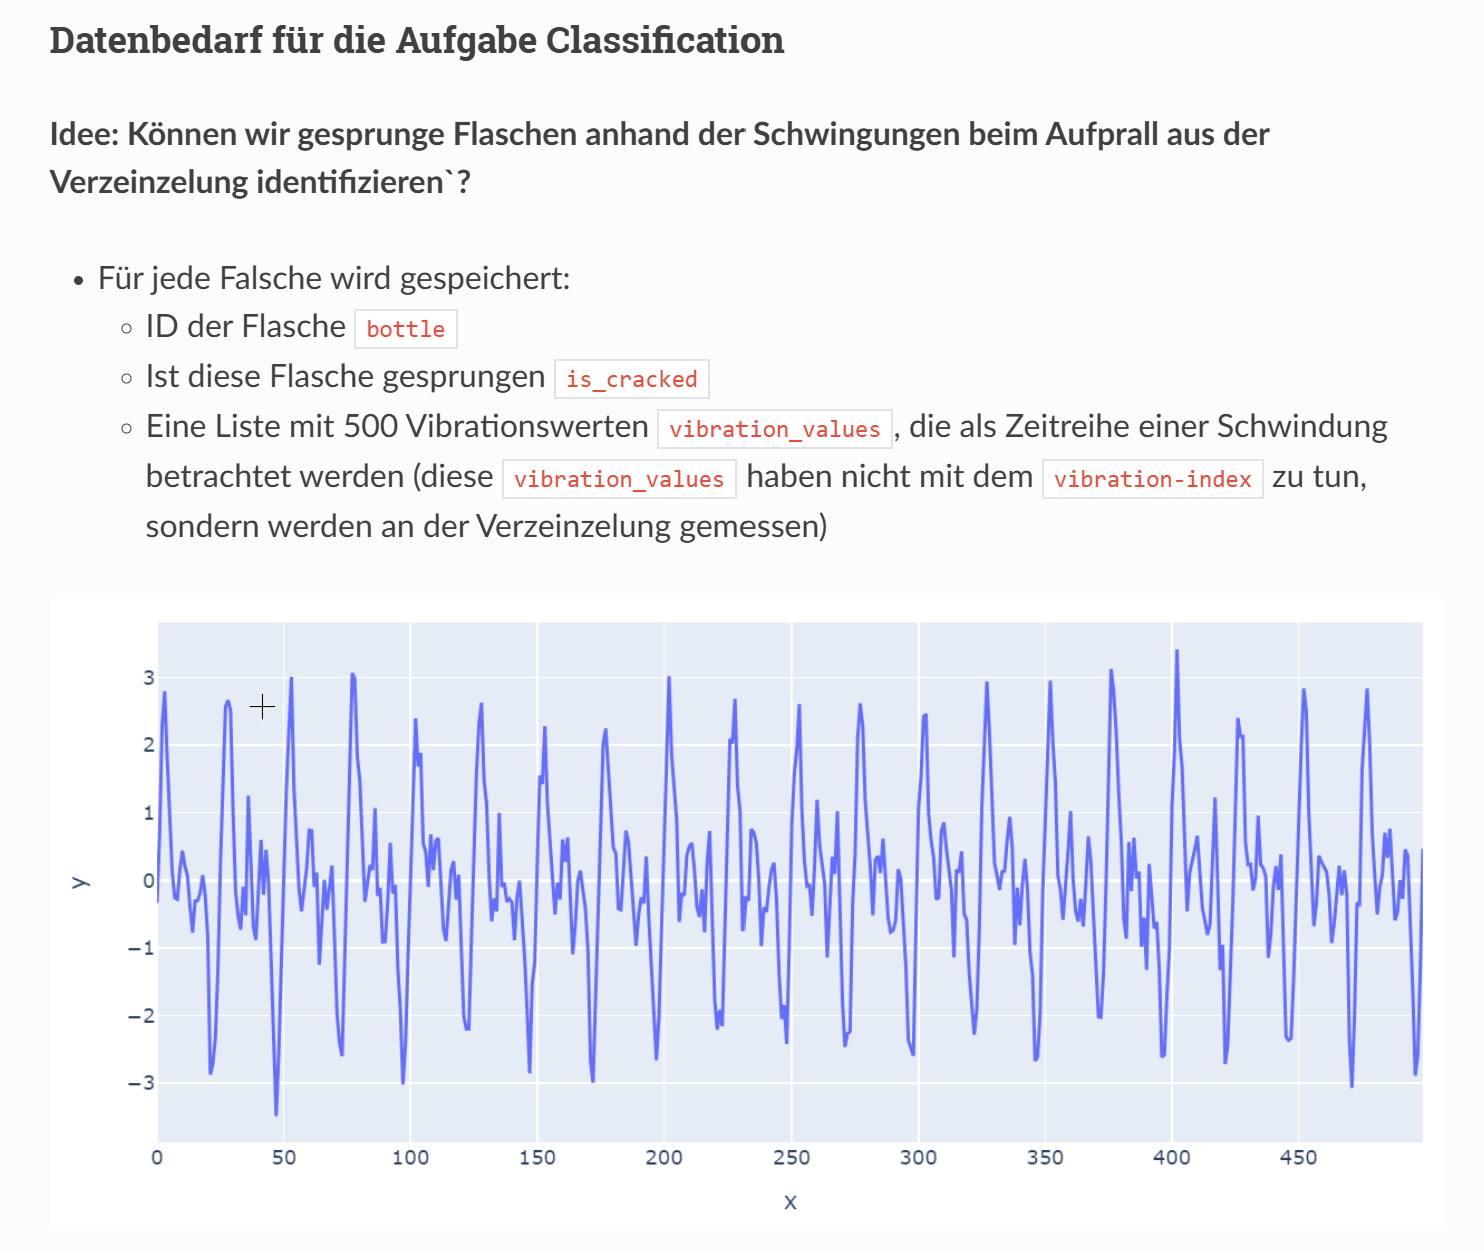 Datenbedarf für die Aufgabe Classification
Idee: Können wir gesprunge Flaschen anhand der Schwingungen beim Aufprall aus der
Verzeinzelung identifizieren`?
• Für jede Falsche wird gespeichert:
◦ ID der Flasche bottle
◦ Ist diese Flasche gesprungen is_cracked
◦ Eine Liste mit 500 Vibrationswerten vibration_values, die als Zeitreihe einer Schwindung
betrachtet werden (diese vibration_values haben nicht mit dem vibration-index zu tun,
sondern werden an der Verzeinzelung gemessen)
3
2
1
0
−1
−2
−3
y
0 50 100 150 200 250 300 350 400 450
x